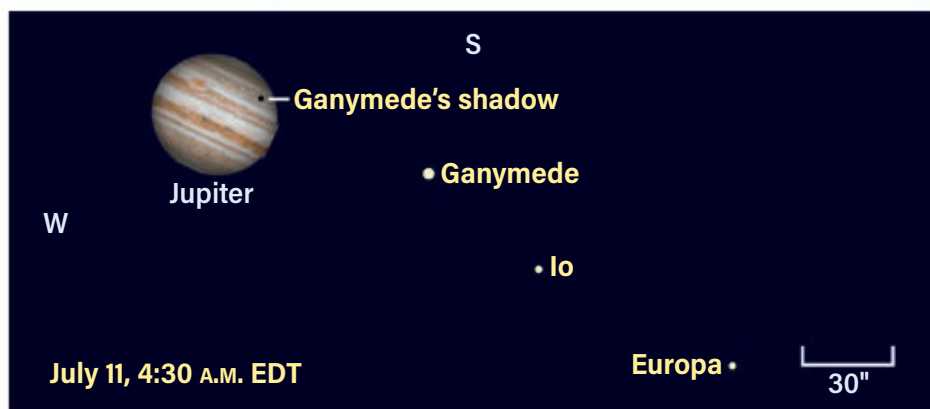 S
Ganymede's shadow
Ganymede
Jupiter
W
Io
Europa
July 11, 4:30 A.M. EDT
30"